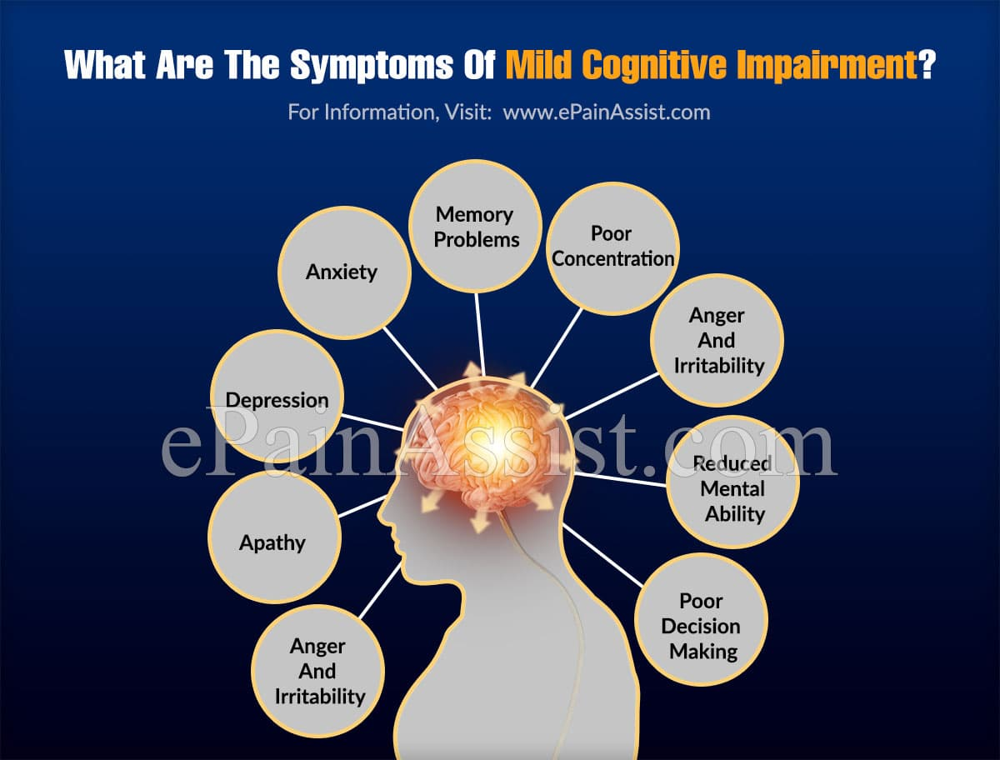 What Are The Symptoms Of Mild Cognitive Impairment?
For Information, Visit: www.ePainAssist.com
Memory
Problems
Poor
Concentration
Anxiety
Anger
And
Irritability
Depression
ePainAssist.com
Reduced
Mental
Ability
Apathy
Poor
Decision
Making
Anger
And
Irritability